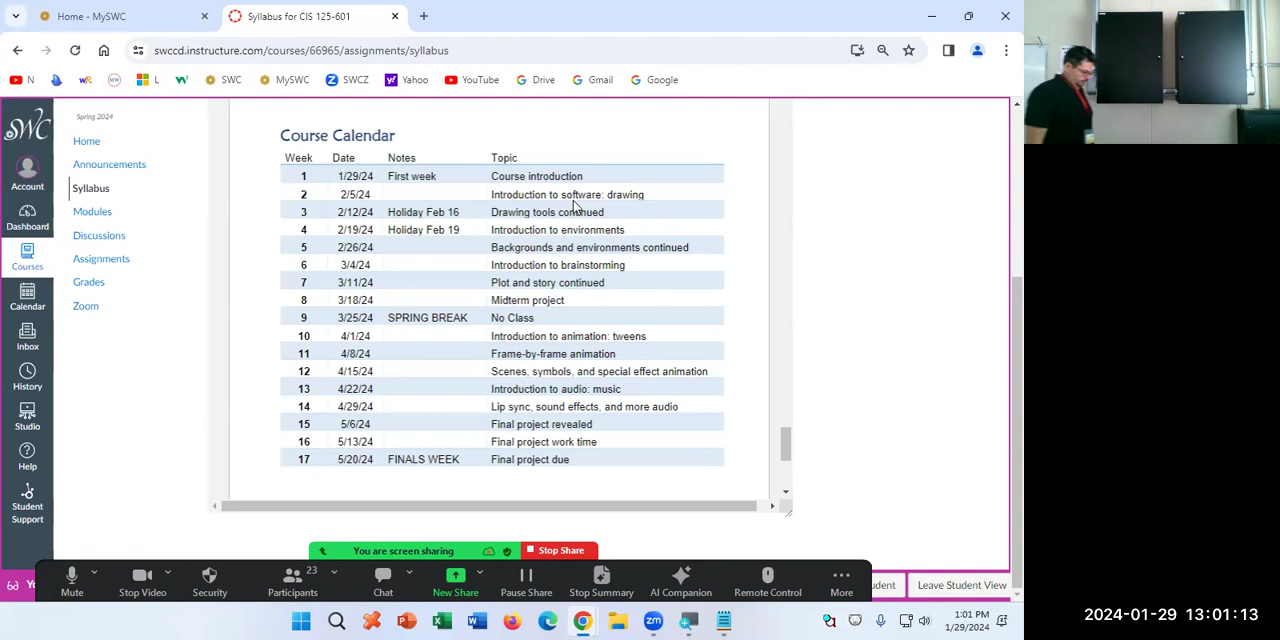 Home - MySWC
Syllabus for CIS 125-601
swccd.instructure.com/courses/66965/assignments/syllabus
N
L
SWC
MySWC
SWCZ
Yahoo
YouTube
Drive
Gmail
Google
SWC
Account
Dashboard
Courses
Calendar
Inbox
History
Studio
Help
Student
Support
Spring 2024
Home
Announcements
Syllabus
Modules
Discussions
Assignments
Grades
Zoom
Course Calendar
Week Date Notes Topic
1 1/29/24 First week Course introduction
2 2/5/24 Introduction to software: drawing
3 2/12/24 Holiday Feb 16 Drawing tools continued
4 2/19/24 Holiday Feb 19 Introduction to environments
5 2/26/24 Backgrounds and environments continued
6 3/4/24 Introduction to brainstorming
7 3/11/24 Plot and story continued
8 3/18/24 Midterm project
9 3/25/24 SPRING BREAK No Class
10 4/1/24 Introduction to animation: tweens
11 4/8/24 Frame-by-frame animation
12 4/15/24 Scenes, symbols, and special effect animation
13 4/22/24 Introduction to audio: music
14 4/29/24 Lip sync, sound effects, and more audio
15 5/6/24 Final project revealed
16 5/13/24 Final project work time
17 5/20/24 FINALS WEEK Final project due
You are screen sharing Stop Share
Mute Stop Video Security Participants 23 Chat New Share Pause Share Stop Summary AI Companion Remote Control More
Leave Student View
1:01 PM
1/29/2024
2024-01-29 13:01:13